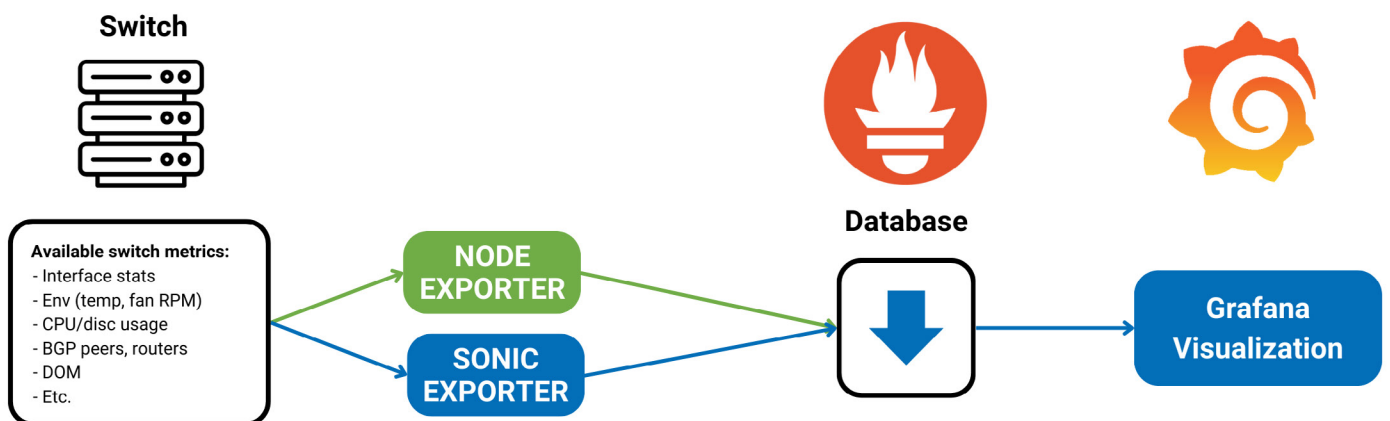 Switch
Available switch metrics:
- Interface stats
- Env (temp, fan RPM)
- CPU/disc usage
- BGP peers, routers
- DOM
- Etc.
NODE
EXPORTER
SONIC
EXPORTER
Database
Grafana
Visualization